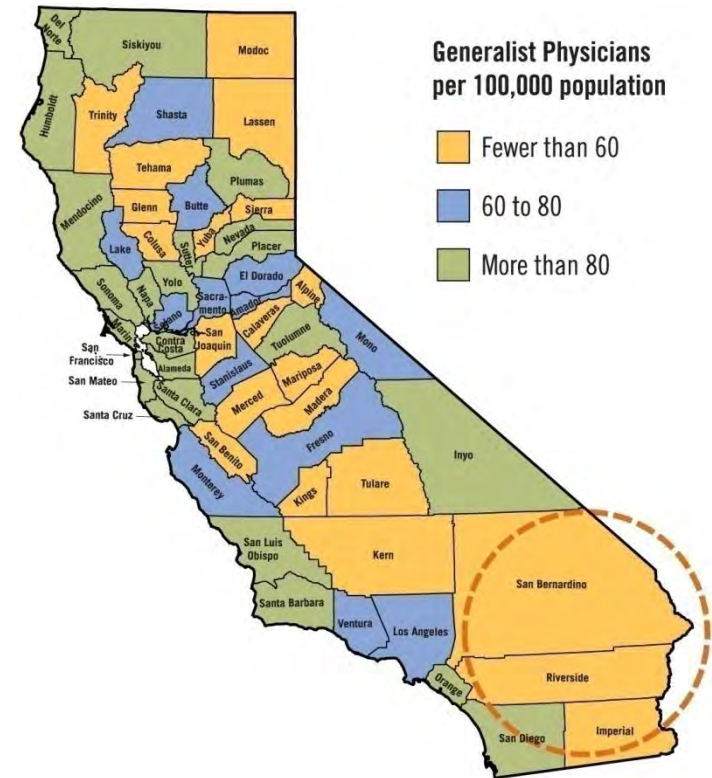 Generalist Physicians
per 100,000 population
Fewer than 60
60 to 80
More than 80
Del
Norte
Siskiyou
Modoc
Humboldt
Trinity
Shasta
Lassen
Tehama
Plumas
Mendocino
Glenn
Butte
Sierra
Lake
Colusa
Sutter
Yuba
Nevada
Placer
Sonoma
Napa
Yolo
El Dorado
Sacra-
mento
Amador
Alpine
Solano
Marin
Calaveras
Contra
Costa
San
Joaquin
Tuolumne
Mono
San
Francisco
Alameda
Stanislaus
Mariposa
San Mateo
Santa Clara
Merced
Madera
Santa Cruz
San Benito
Fresno
Inyo
Monterey
Kings
Tulare
San Luis
Obispo
Kern
San Bernardino
Santa Barbara
Ventura
Los Angeles
Orange
Riverside
San Diego
Imperial